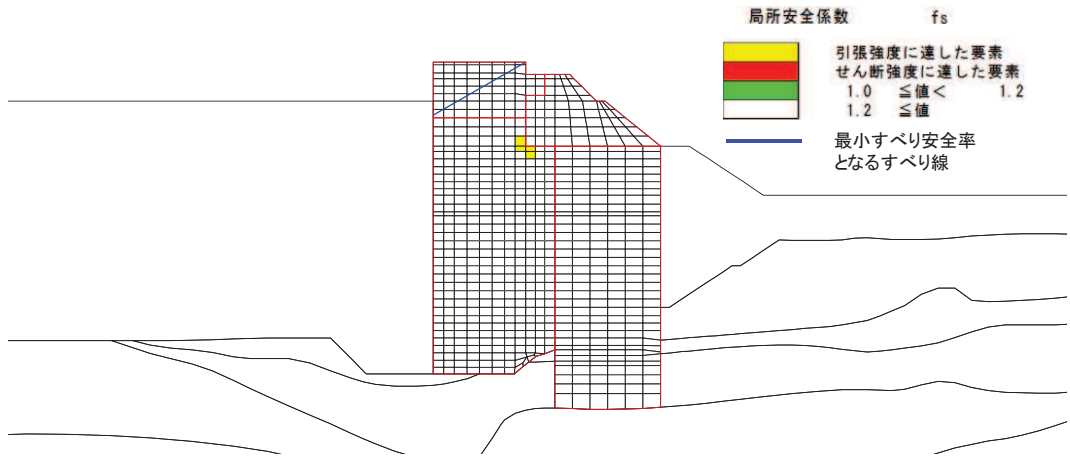 局所安全係数 fs
引張強度に達した要素
せん断強度に達した要素
1.0 ≦値< 1.2
1.2 ≦値
最小すべり安全率
となるすべり線